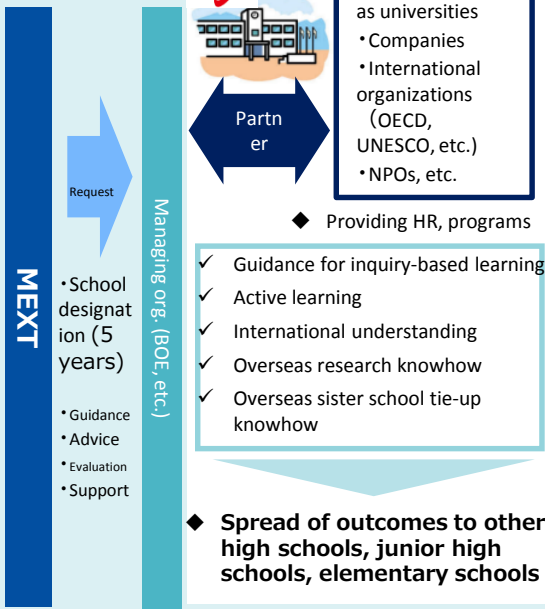 MEXT
Request
・School
designat
ion (5
years)
・Guidance
・Advice
・Evaluation
・Support
Managing org. (BOE, etc.)
Partn
er
as universities
・Companies
・International
organizations
（OECD,
UNESCO, etc.)
・NPOs, etc.
◆ Providing HR, programs
✓ Guidance for inquiry-based learning
✓ Active learning
✓ International understanding
✓ Overseas research knowhow
✓ Overseas sister school tie-up
knowhow
◆ Spread of outcomes to other
high schools, junior high
schools, elementary schools